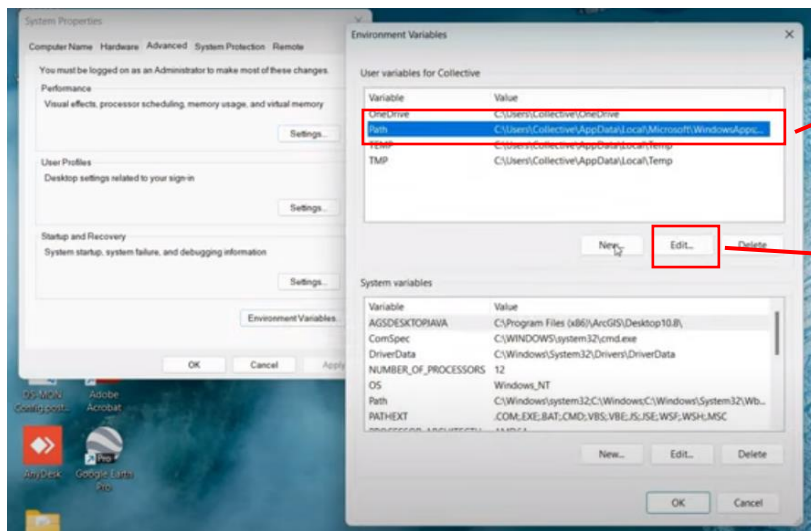 System Properties
Computer Name Hardware Advanced System Protection Remote
You must be logged on as an Administrator to make most of these changes.
Performance
Visual effects, processor scheduling, memory usage, and virtual memory
Settings...
User Profiles
Desktop settings related to your sign-in
Settings...
Startup and Recovery
System startup, system failure, and debugging information
Settings...
Environment Variables...
OK Cancel Apply
Environment Variables
User variables for Collective
Variable Value
OneDrive C:\Users\Collective\OneDrive
Path C:\Users\Collective\AppData\Local\Microsoft\WindowsApps;...
TEMP C:\Users\Collective\AppData\Local\Temp
TMP C:\Users\Collective\AppData\Local\Temp
New... Edit... Delete
System variables
Variable Value
AGSDESKTOPJAVA C:\Program Files (x86)\ArcGIS\Desktop10.8\
ComSpec C:\WINDOWS\system32\cmd.exe
DriverData C:\Windows\System32\Drivers\DriverData
NUMBER_OF_PROCESSORS 12
OS Windows_NT
Path C:\Windows\system32;C:\Windows;C:\Windows\System32\Wb...
PATHEXT .COM;.EXE;.BAT;.CMD;.VBS;.VBE;.JS;.JSE;.WSF;.WSH;.MSC
New... Edit... Delete
OK Cancel
Adobe
Acrobat
AnyDesk
Google Earth
Pro